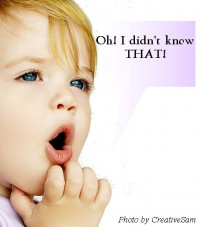 Oh! I didn't know
THAT!
Photo by CreativeSam